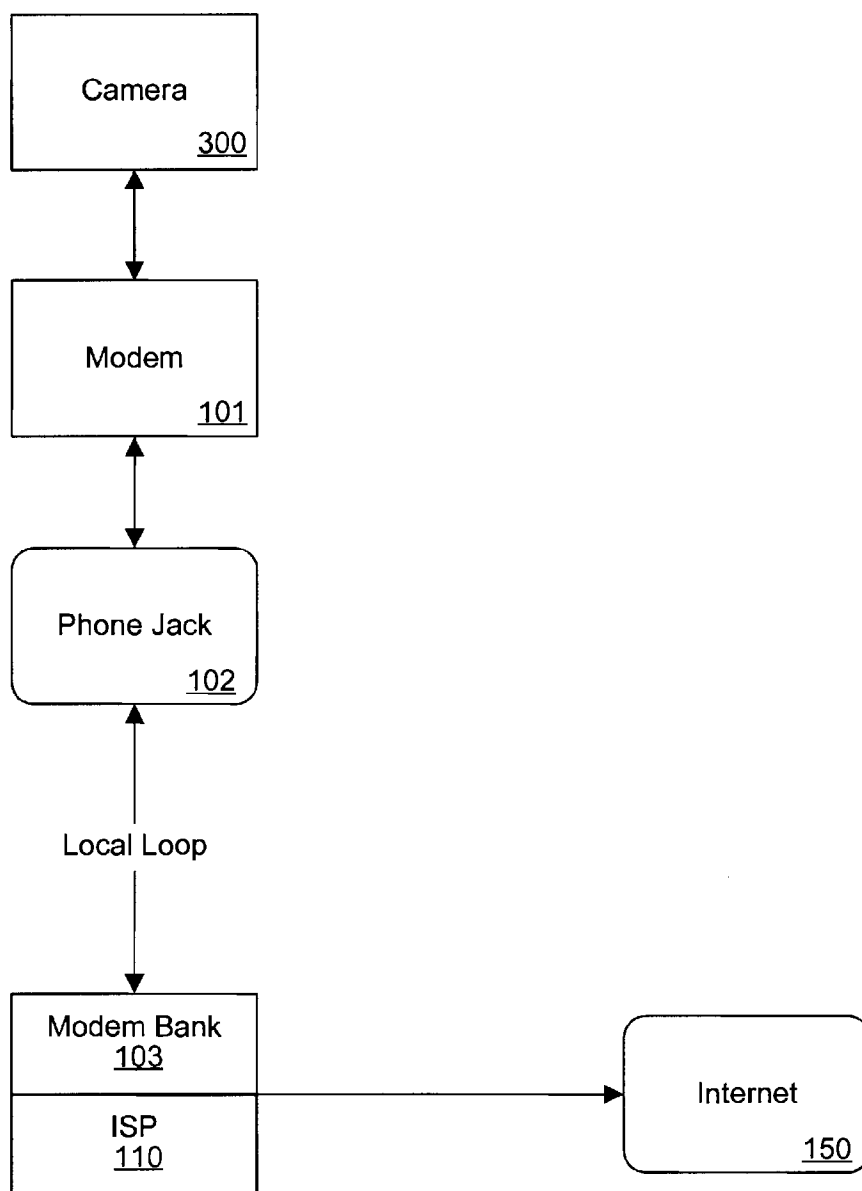 Camera
300
Modem
101
Phone Jack
102
Local Loop
Modem Bank
103
ISP
110
Internet
150